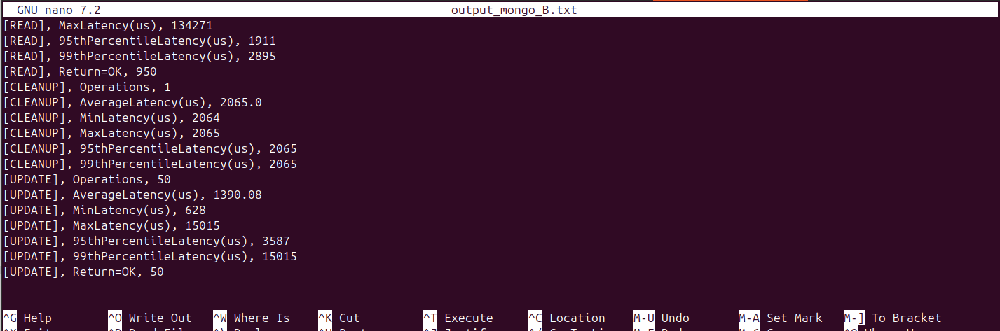 GNU nano 7.2 output_mongo_B.txt
[READ], MaxLatency(us), 134271
[READ], 95thPercentileLatency(us), 1911
[READ], 99thPercentileLatency(us), 2895
[READ], Return=OK, 950
[CLEANUP], Operations, 1
[CLEANUP], AverageLatency(us), 2065.0
[CLEANUP], MinLatency(us), 2064
[CLEANUP], MaxLatency(us), 2065
[CLEANUP], 95thPercentileLatency(us), 2065
[CLEANUP], 99thPercentileLatency(us), 2065
[UPDATE], Operations, 50
[UPDATE], AverageLatency(us), 1390.08
[UPDATE], MinLatency(us), 628
[UPDATE], MaxLatency(us), 15015
[UPDATE], 95thPercentileLatency(us), 3587
[UPDATE], 99thPercentileLatency(us), 15015
[UPDATE], Return=OK, 50
^G Help ^O Write Out ^W Where Is ^K Cut ^T Execute ^C Location M-U Undo M-A Set Mark M-] To Bracket